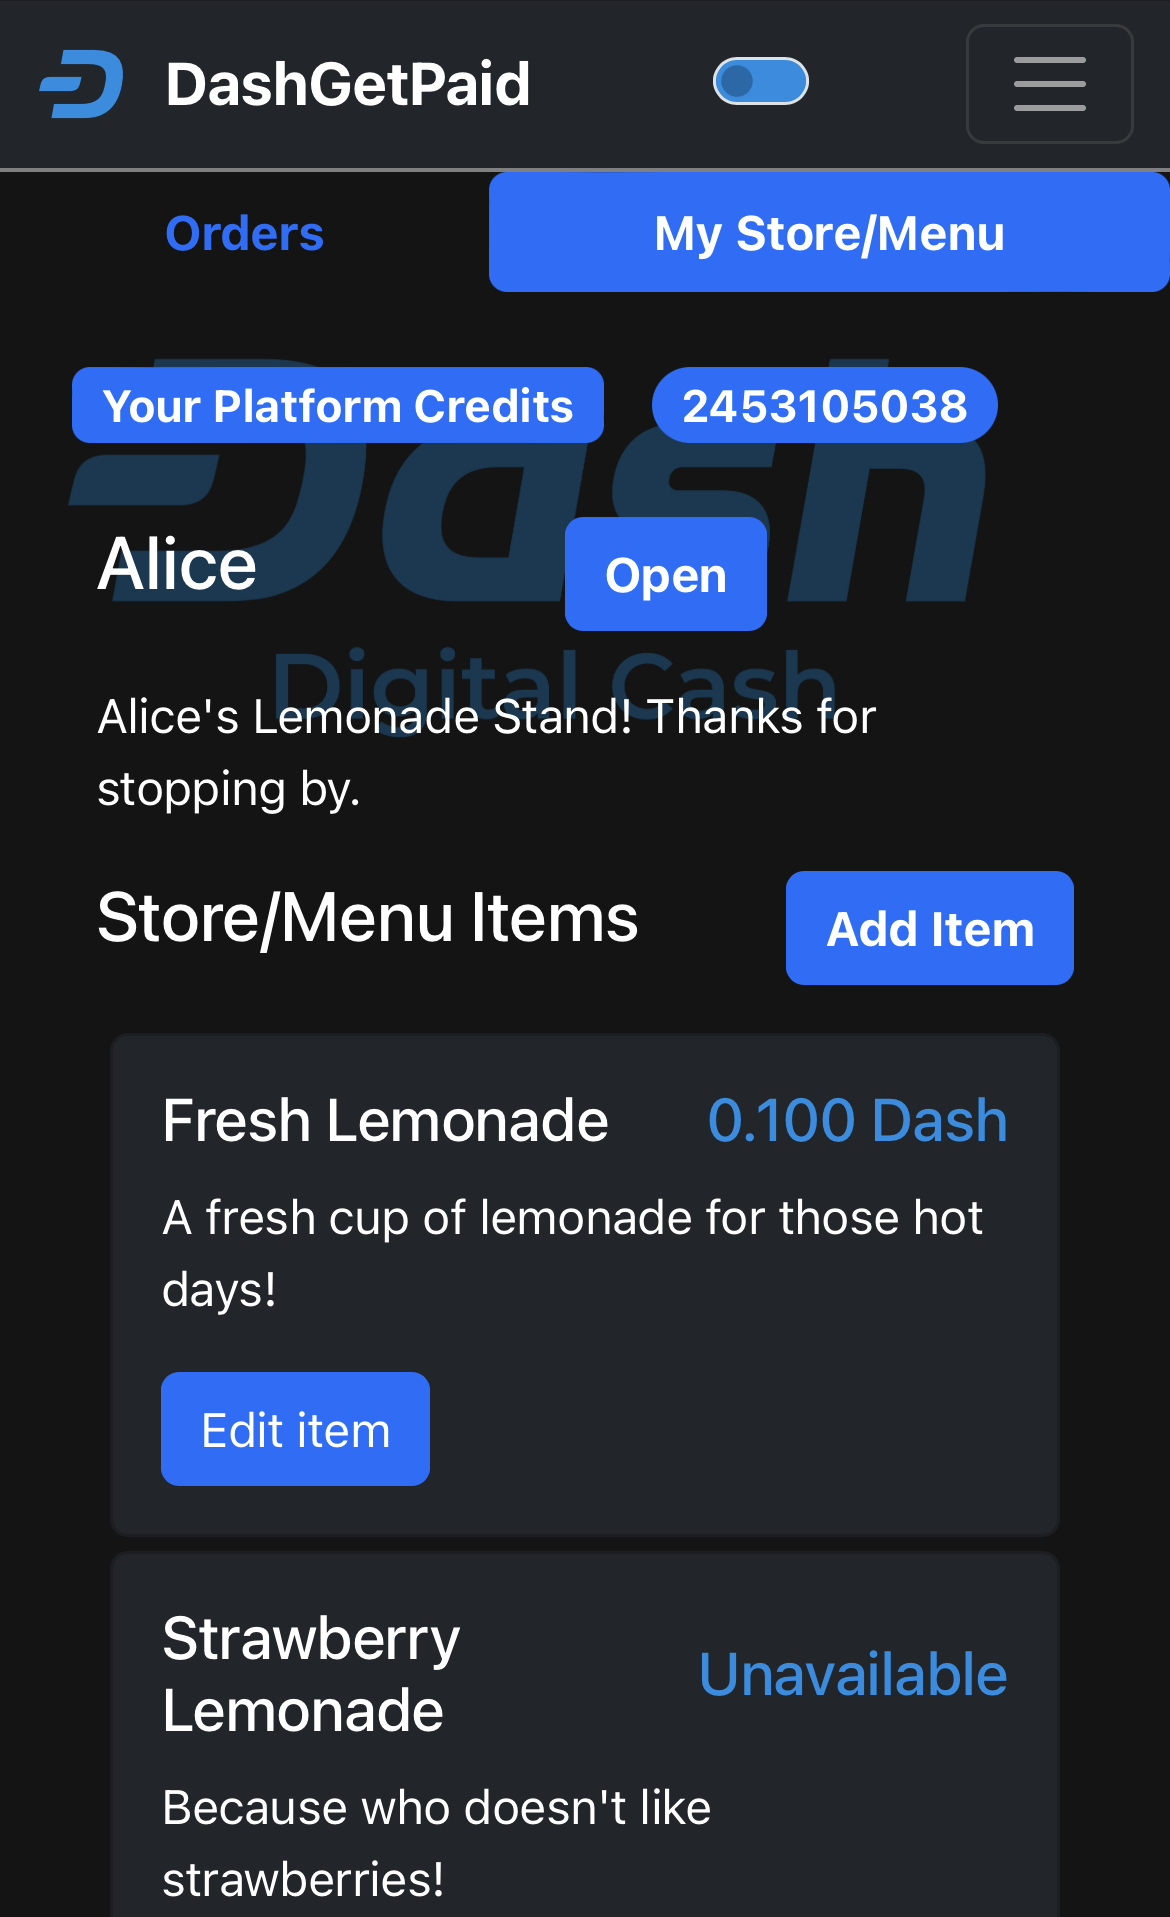 DashGetPaid
Orders
My Store/Menu
Your Platform Credits
2453105038
Dash
Digital Cash
Alice
Open
Alice's Lemonade Stand! Thanks for
stopping by.
Store/Menu Items
Add Item
Fresh Lemonade
0.100 Dash
A fresh cup of lemonade for those hot
days!
Edit item
Strawberry
Lemonade
Unavailable
Because who doesn't like
strawberries!